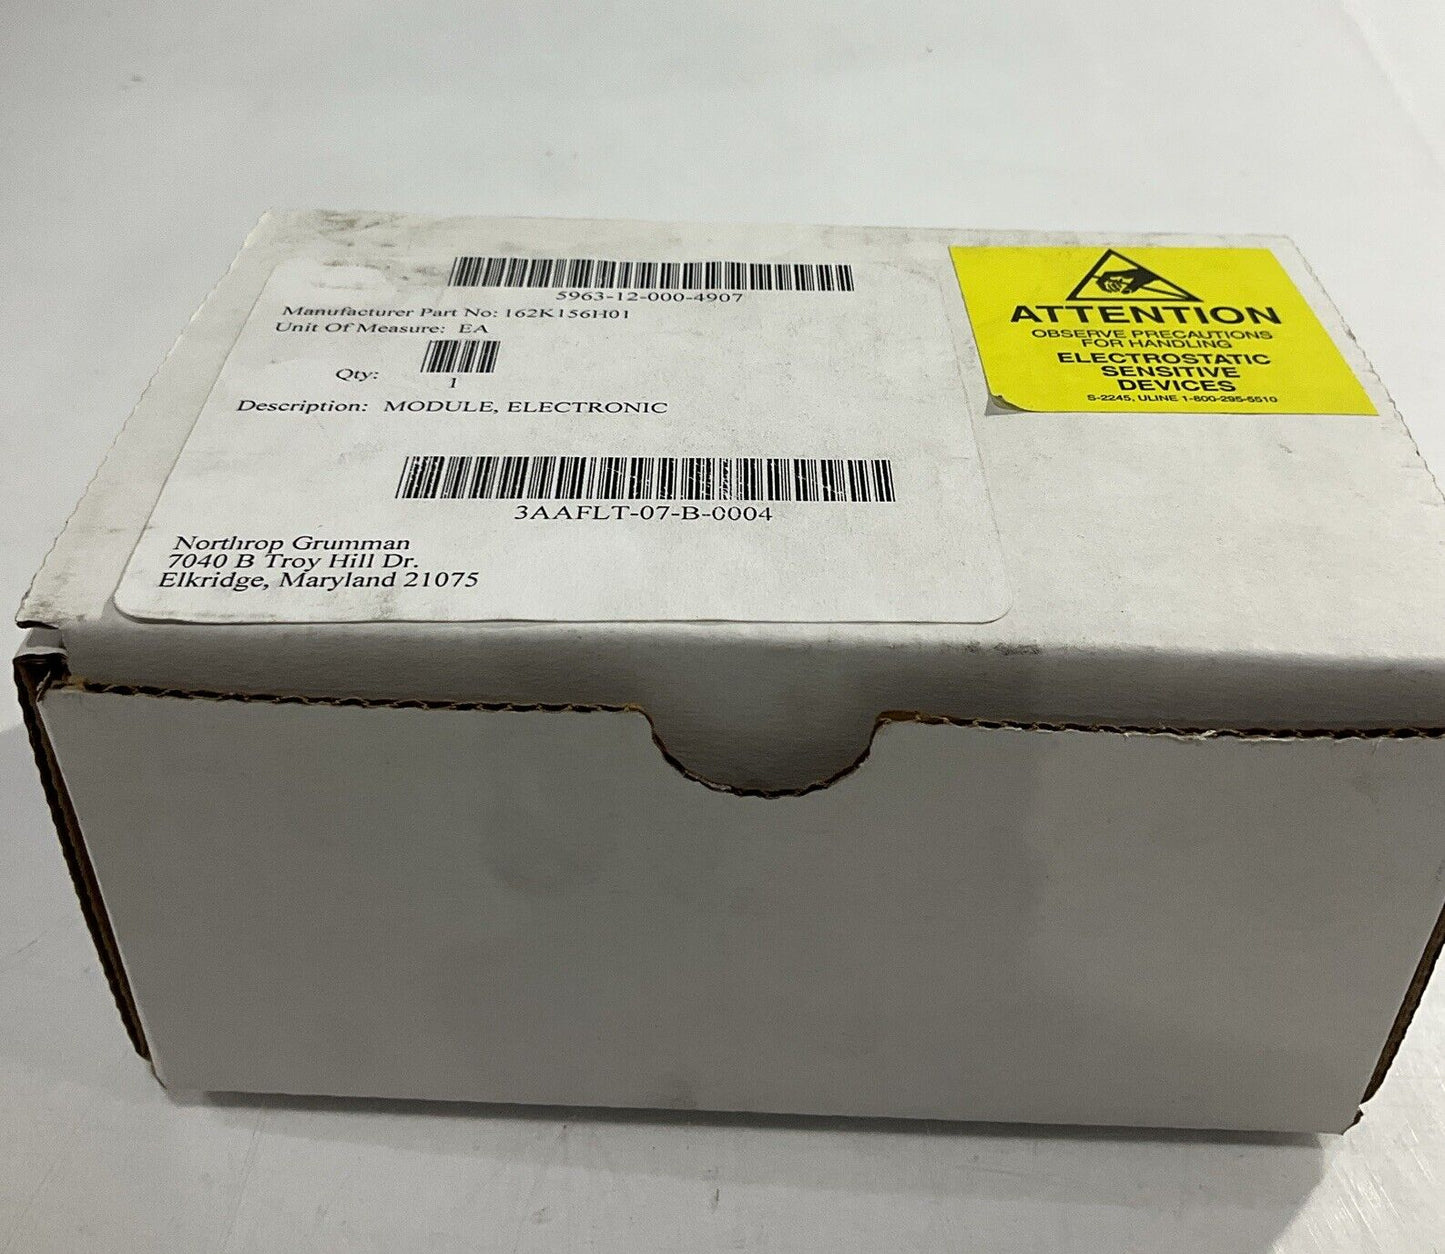 5963-12-000-4907
Manufacturer Part No: 162K156H01
Unit Of Measure: EA
Qty:
1
Description: MODULE, ELECTRONIC
3AAFLT-07-B-0004
Northrop Grumman
7040 B Troy Hill Dr.
Elkridge, Maryland 21075
ATTENTION
OBSERVE PRECAUTIONS
FOR HANDLING
ELECTROSTATIC
SENSITIVE
DEVICES
S-2245, ULINE 1-800-295-5510